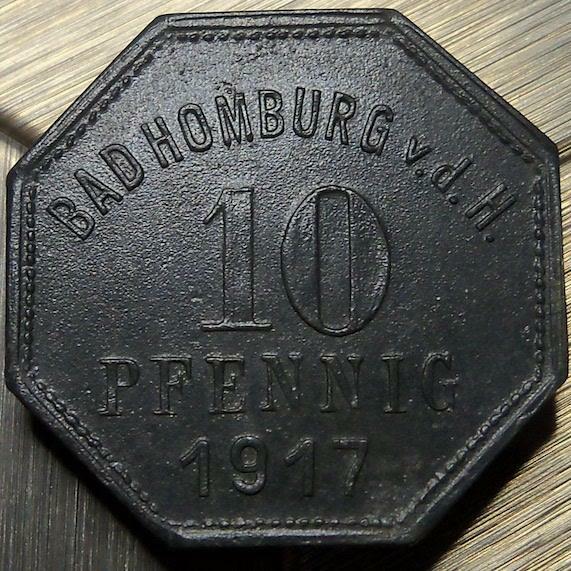 BAD HOMBURG v.d.H.
10
PFENNIG
1917